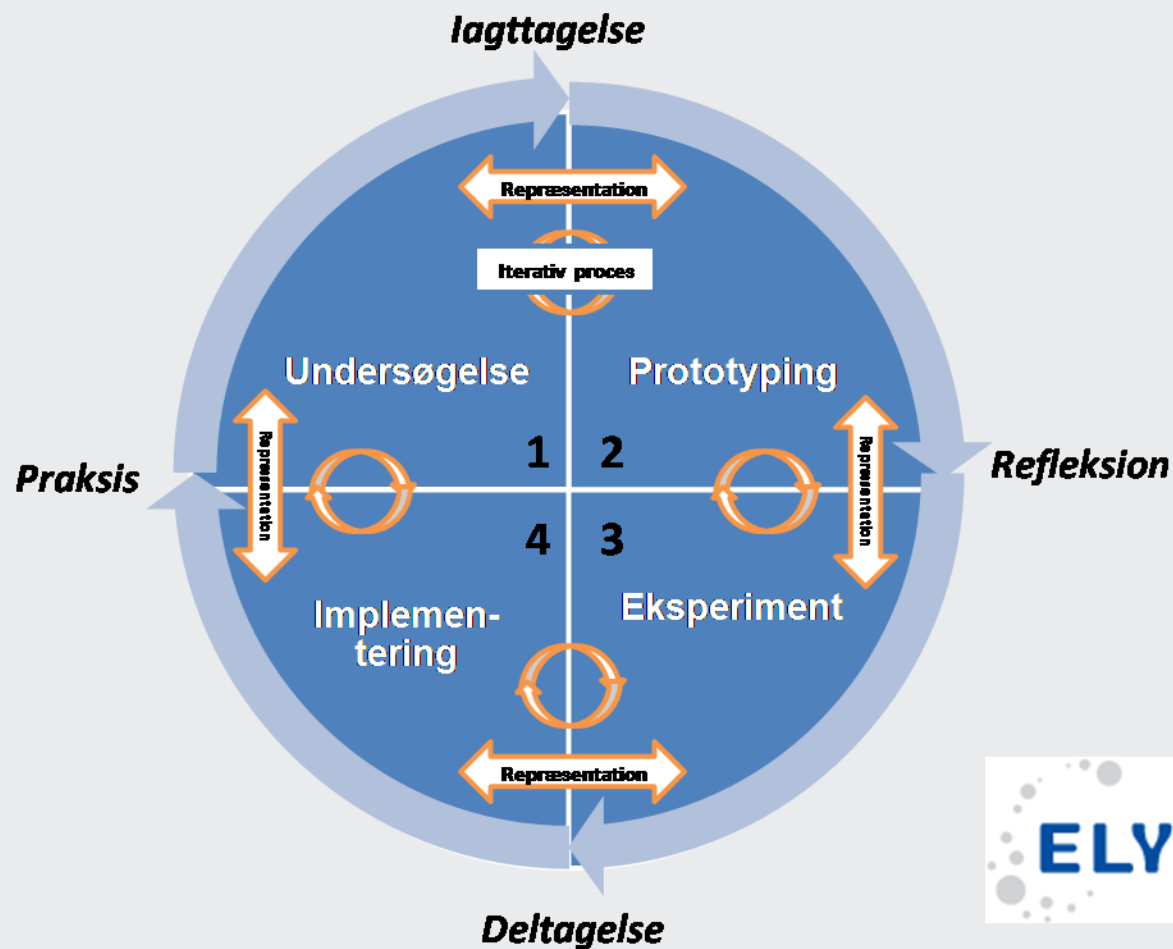 Iagttagelse
Repræsentation
Iterativ proces
Undersøgelse
Prototyping
Repræsentation
Repræsentation
1
2
Praksis
Refleksion
4
3
Implemen-
tering
Eksperiment
Repræsentation
ELY
Deltagelse